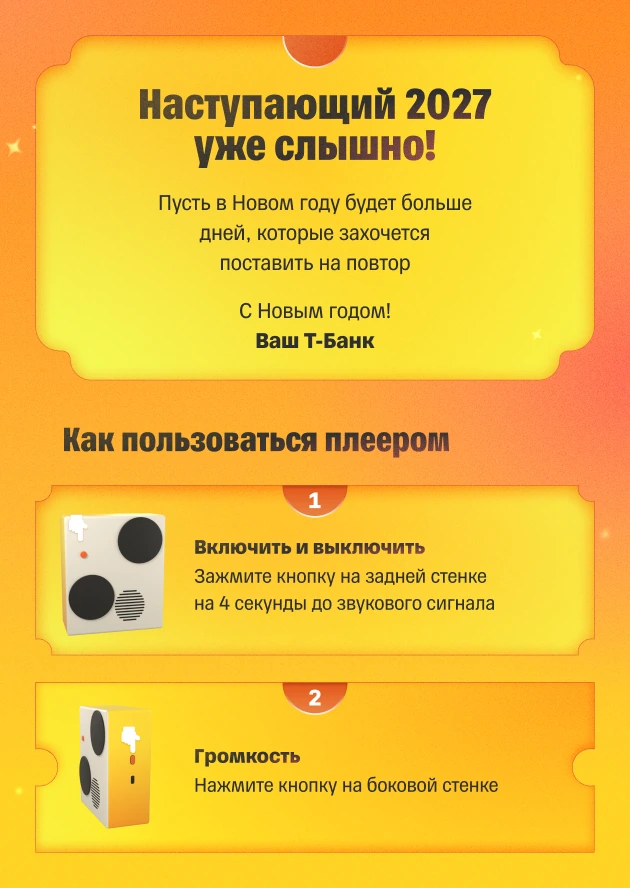 Наступающий 2027
уже слышно!
Пусть в Новом году будет больше
дней, которые захочется
поставить на повтор
С Новым годом!
Ваш Т-Банк
Как пользоваться плеером
1
Включить и выключить
Зажмите кнопку на задней стенке
на 4 секунды до звукового сигнала
2
Громкость
Нажмите кнопку на боковой стенке